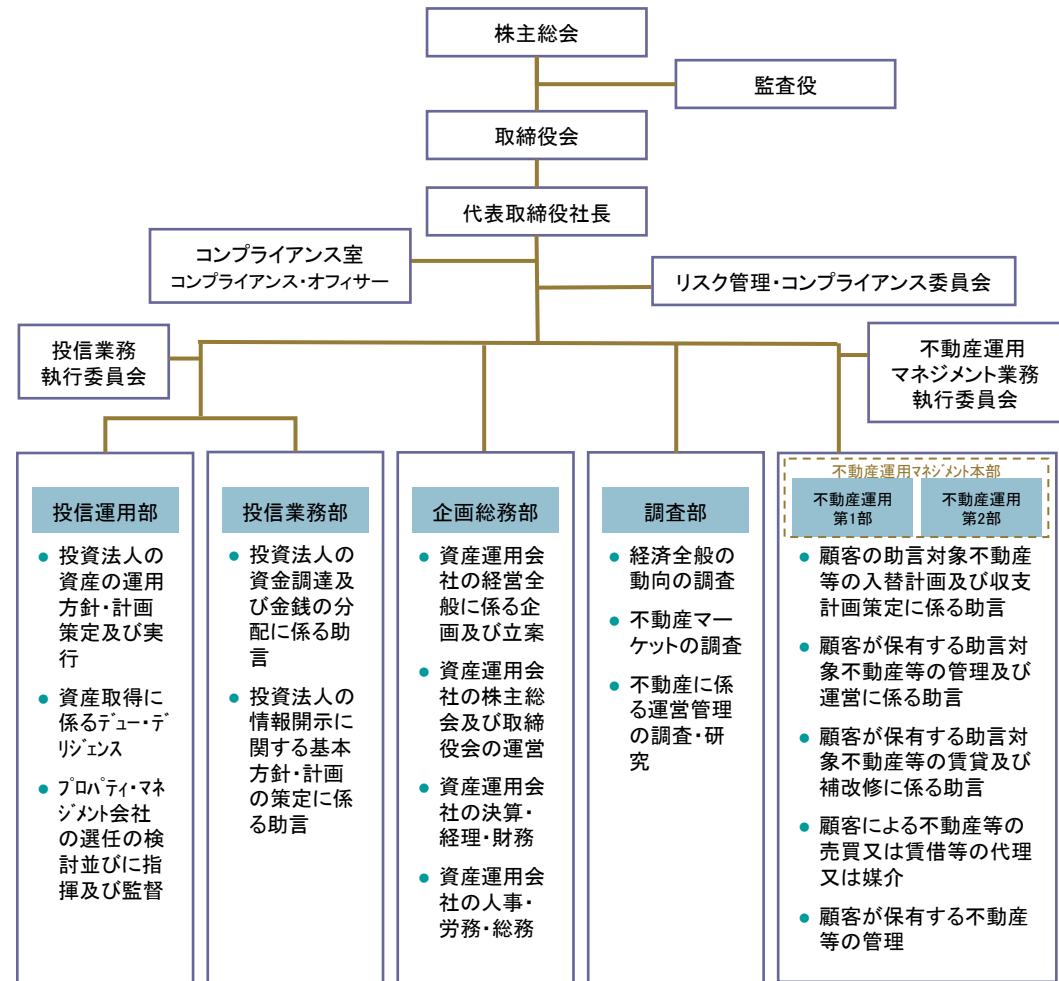 株主総会
監査役
取締役会
代表取締役社長
コンプライアンス室
コンプライアンス・オフィサー
リスク管理・コンプライアンス委員会
投信業務
執行委員会
不動産運用
マネジメント業務
執行委員会
投信運用部
● 投資法人の
資産の運用
方針・計画
策定及び実
行
● 資産取得に
係るデュー・デ
リジェンス
● プロパティ・マネ
ジメント会社
の選任の検
討並びに指
揮及び監督
投信業務部
● 投資法人の
資金調達及
び金銭の分
配に係る助
言
● 投資法人の
情報開示に
関する基本
方針・計画
の策定に係
る助言
企画総務部
● 資産運用会
社の経営全
般に係る企
画及び立案
● 資産運用会
社の株主総
会及び取締
役会の運営
● 資産運用会
社の決算・
経理・財務
● 資産運用会
社の人事・
労務・総務
調査部
● 経済全般の
動向の調査
● 不動産マー
ケットの調査
● 不動産に係
る運営管理
の調査・研
究
不動産運用マネジメント本部
不動産運用
第1部
不動産運用
第2部
● 顧客の助言対象不動産
等の入替計画及び収支
計画策定に係る助言
● 顧客が保有する助言対
象不動産等の管理及び
運営に係る助言
● 顧客が保有する助言対
象不動産等の賃貸及び
補改修に係る助言
● 顧客による不動産等の
売買又は賃借等の代理
又は媒介
● 顧客が保有する不動産
等の管理